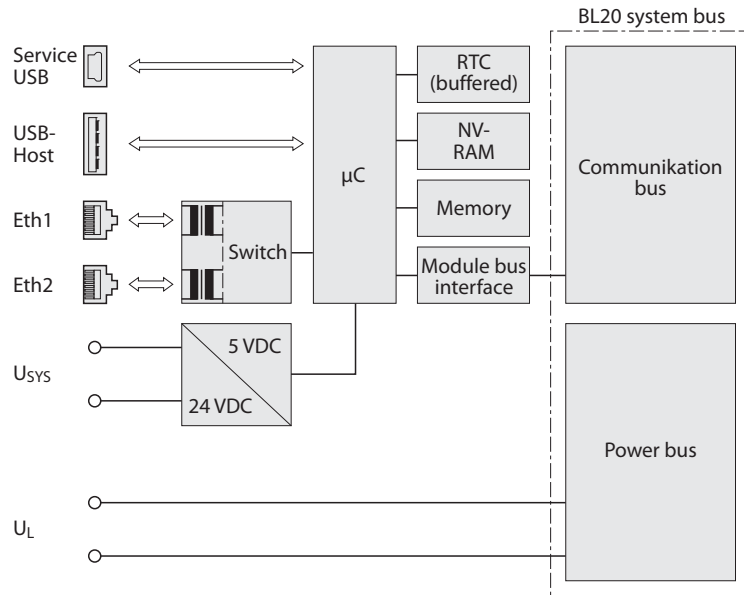 BL20 system bus
Service
USB
RTC
(buffered)
USB-
Host
NV-
RAM
µC
Communikation
bus
Eth1
Memory
Switch
Eth2
Module bus
interface
5 VDC
USYS
24 VDC
Power bus
UL